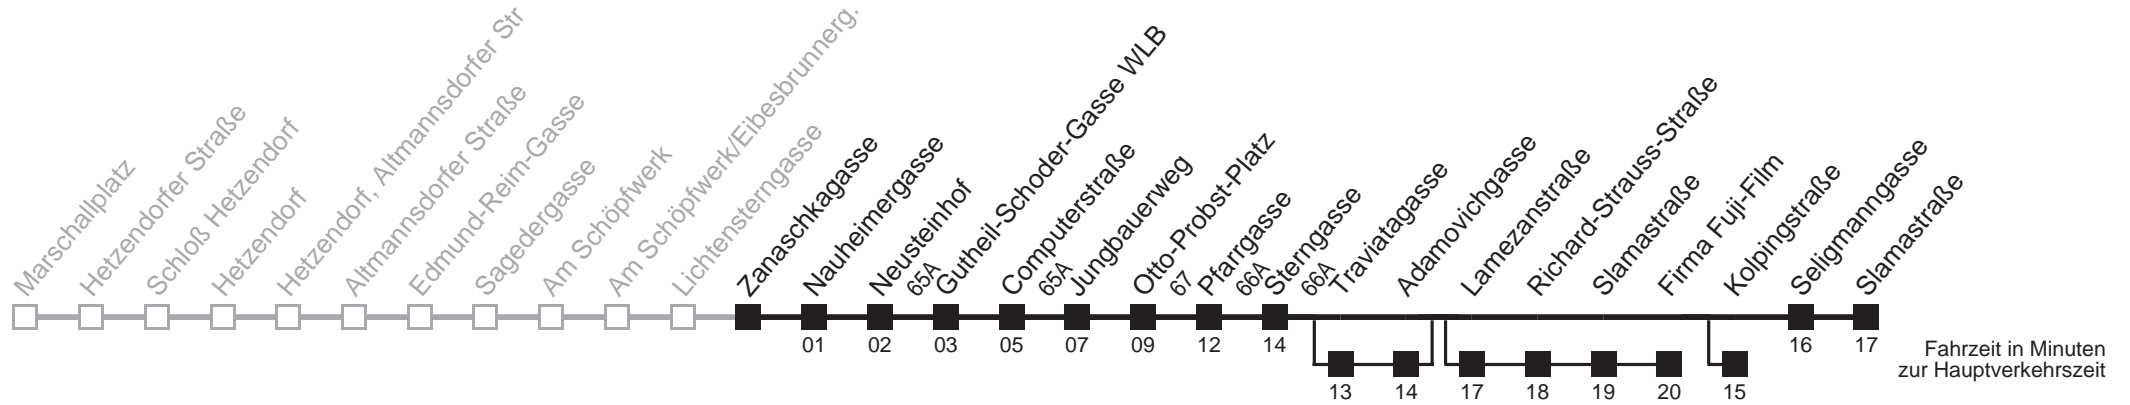 Marschallplatz
Hetzendorfer Straße
Schloß Hetzendorf
Hetzendorf
Hetzendorf, Altmannsdorfer Str
Altmannsdorfer Straße
Edmund-Reim-Gasse
Sagedergasse
Am Schöpfwerk
Am Schöpfwerk/Eibesbrunnerg.
Lichtensterngasse
Zanaschkagasse
Nauheimergasse
Neusteinhof
65A
Gutheil-Schoder-Gasse WLB
Computerstraße
65A
Jungbauerweg
Otto-Probst-Platz
67
Pfarrgasse
66A
Sterngasse
66A
Traviatagasse
Adamovichgasse
Lamezanstraße
Richard-Strauss-Straße
Slamastraße
Firma Fuji-Film
Kolpingstraße
Seligmanngasse
Slamastraße
01 02 03 05 07 09 12 14 16 17
13 14 17 18 19 20 15
Fahrzeit in Minuten
zur Hauptverkehrszeit